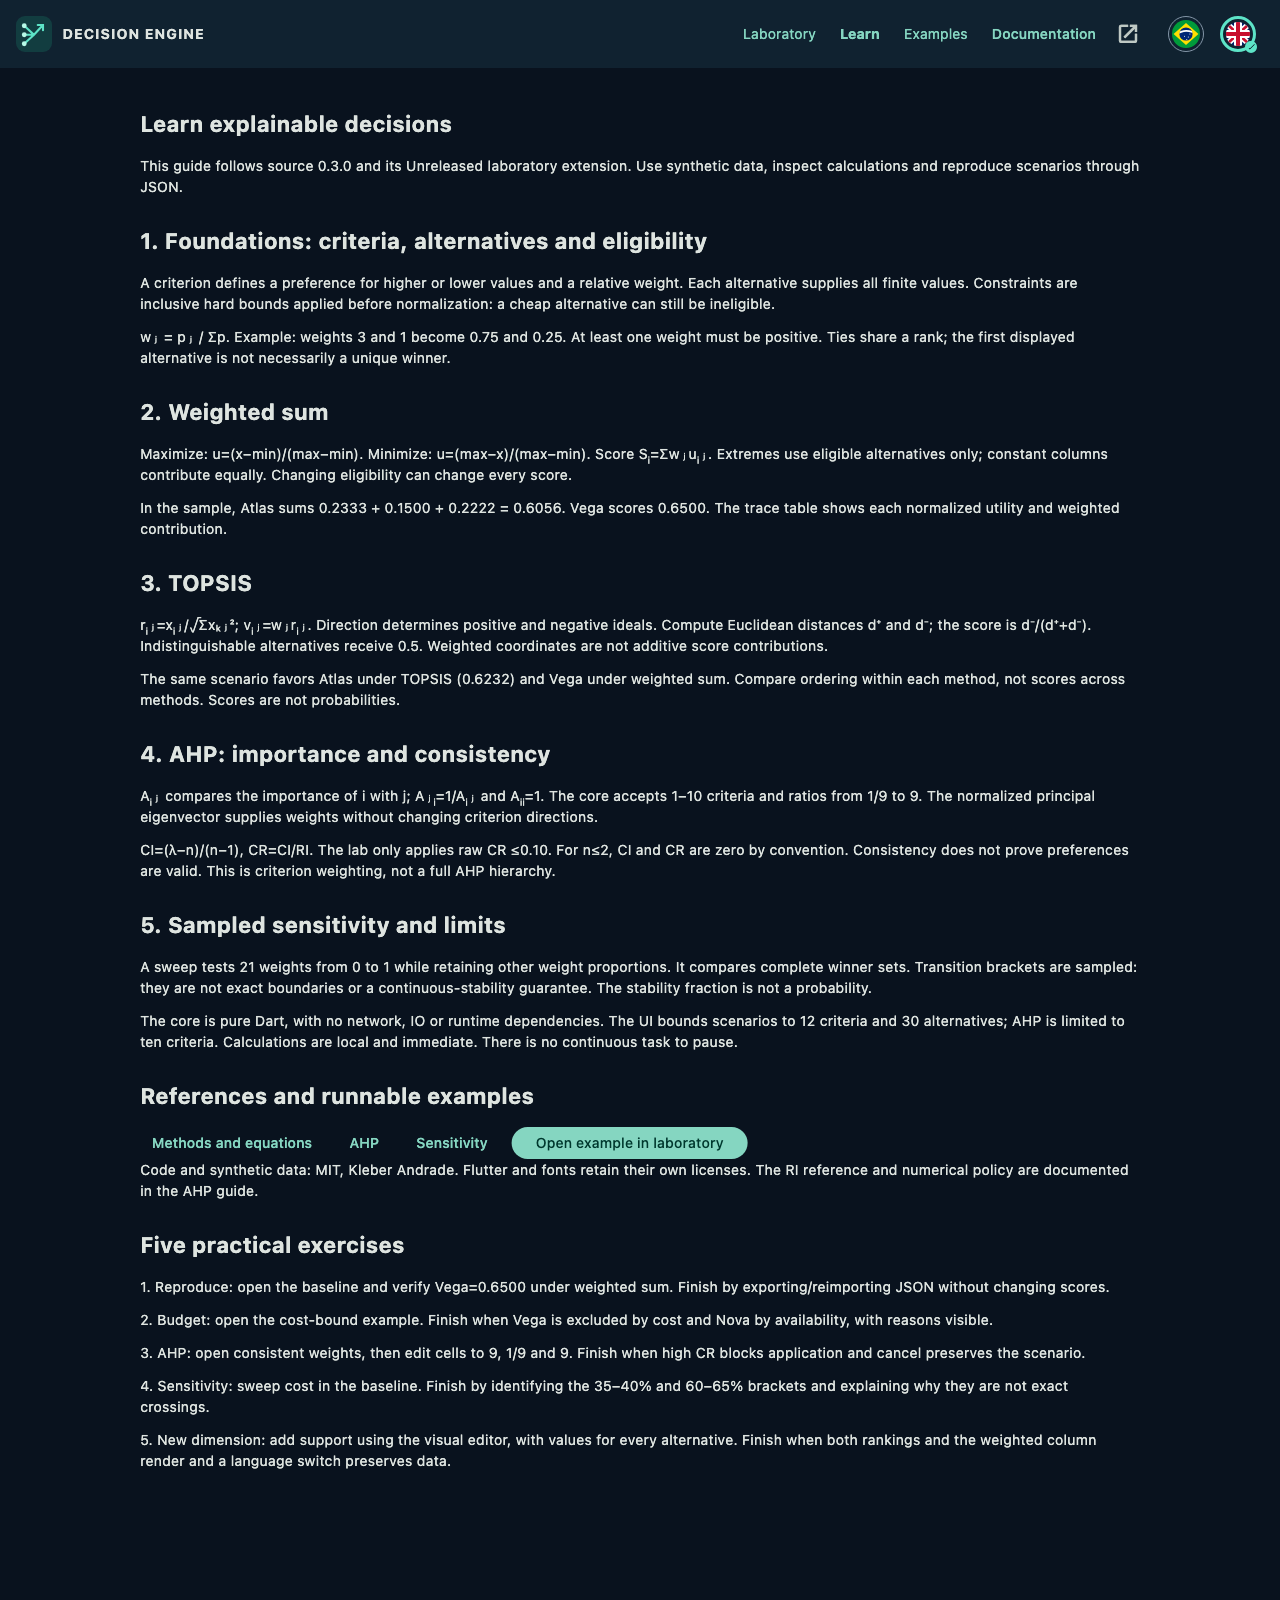 DECISION ENGINE
Laboratory Learn Examples Documentation
Learn explainable decisions
This guide follows source 0.3.0 and its Unreleased laboratory extension. Use synthetic data, inspect calculations and reproduce scenarios through
JSON.
1. Foundations: criteria, alternatives and eligibility
A criterion defines a preference for higher or lower values and a relative weight. Each alternative supplies all finite values. Constraints are
inclusive hard bounds applied before normalization: a cheap alternative can still be ineligible.
wⱼ = pⱼ / Σp. Example: weights 3 and 1 become 0.75 and 0.25. At least one weight must be positive. Ties share a rank; the first displayed
alternative is not necessarily a unique winner.
2. Weighted sum
Maximize: u=(x−min)/(max−min). Minimize: u=(max−x)/(max−min). Score Sᵢ=Σwⱼuᵢⱼ. Extremes use eligible alternatives only; constant columns
contribute equally. Changing eligibility can change every score.
In the sample, Atlas sums 0.2333 + 0.1500 + 0.2222 = 0.6056. Vega scores 0.6500. The trace table shows each normalized utility and weighted
contribution.
3. TOPSIS
rᵢⱼ=xᵢⱼ/√Σxₖⱼ²; vᵢⱼ=wⱼrᵢⱼ. Direction determines positive and negative ideals. Compute Euclidean distances d⁺ and d⁻; the score is d⁻/(d⁺+d⁻).
Indistinguishable alternatives receive 0.5. Weighted coordinates are not additive score contributions.
The same scenario favors Atlas under TOPSIS (0.6232) and Vega under weighted sum. Compare ordering within each method, not scores across
methods. Scores are not probabilities.
4. AHP: importance and consistency
Aᵢⱼ compares the importance of i with j; Aⱼᵢ=1/Aᵢⱼ and Aᵢᵢ=1. The core accepts 1–10 criteria and ratios from 1/9 to 9. The normalized principal
eigenvector supplies weights without changing criterion directions.
CI=(λ−n)/(n−1), CR=CI/RI. The lab only applies raw CR ≤0.10. For n≤2, CI and CR are zero by convention. Consistency does not prove preferences
are valid. This is criterion weighting, not a full AHP hierarchy.
5. Sampled sensitivity and limits
A sweep tests 21 weights from 0 to 1 while retaining other weight proportions. It compares complete winner sets. Transition brackets are sampled:
they are not exact boundaries or a continuous-stability guarantee. The stability fraction is not a probability.
The core is pure Dart, with no network, IO or runtime dependencies. The UI bounds scenarios to 12 criteria and 30 alternatives; AHP is limited to
ten criteria. Calculations are local and immediate. There is no continuous task to pause.
References and runnable examples
Methods and equations AHP Sensitivity Open example in laboratory
Code and synthetic data: MIT, Kleber Andrade. Flutter and fonts retain their own licenses. The RI reference and numerical policy are documented
in the AHP guide.
Five practical exercises
1. Reproduce: open the baseline and verify Vega=0.6500 under weighted sum. Finish by exporting/reimporting JSON without changing scores.
2. Budget: open the cost-bound example. Finish when Vega is excluded by cost and Nova by availability, with reasons visible.
3. AHP: open consistent weights, then edit cells to 9, 1/9 and 9. Finish when high CR blocks application and cancel preserves the scenario.
4. Sensitivity: sweep cost in the baseline. Finish by identifying the 35–40% and 60–65% brackets and explaining why they are not exact
crossings.
5. New dimension: add support using the visual editor, with values for every alternative. Finish when both rankings and the weighted column
render and a language switch preserves data.